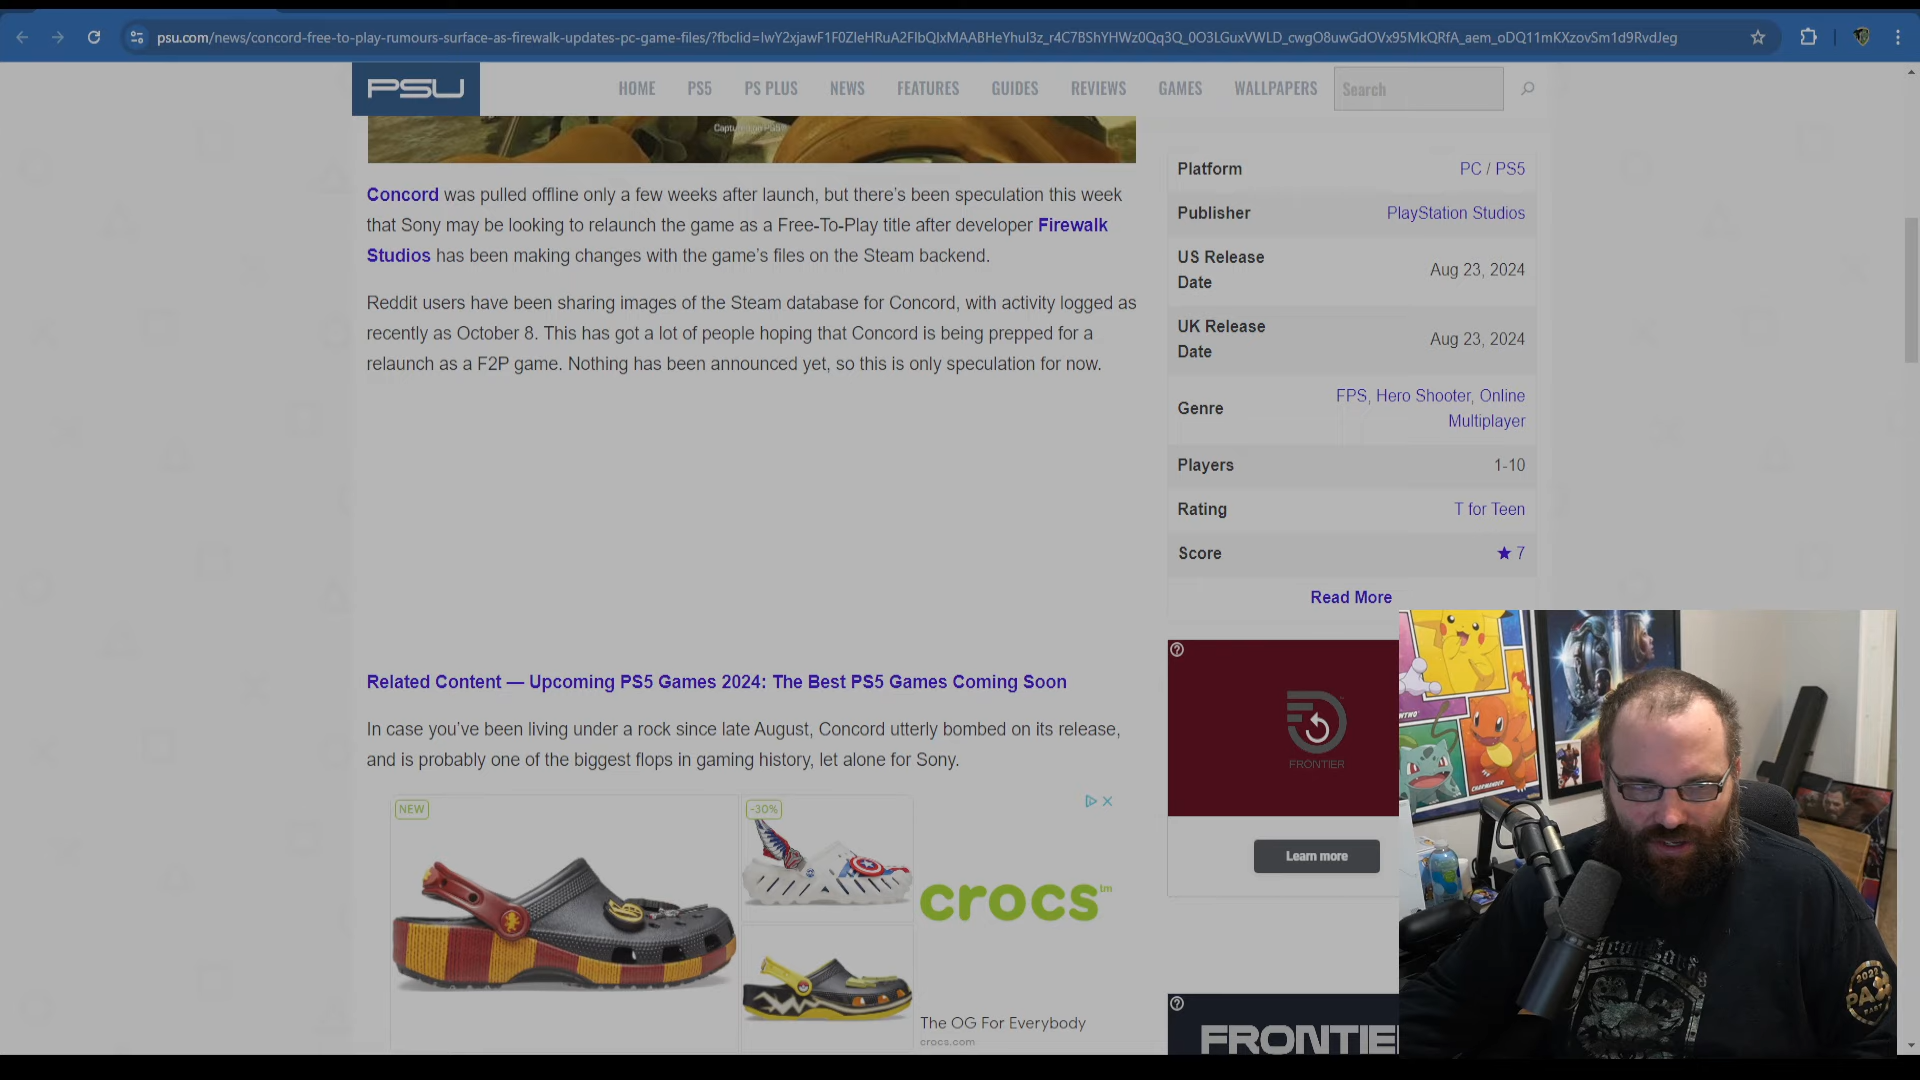 psu.com/news/concord-free-to-play-rumours-surface-as-firewalk-updates-pc-game-files/?fbclid=IwY2xjawF1F0ZleHRuA2FlbQIxMAABHeYhul3z_r4C7BShYHWz0Qq3Q_0O3LGuxVWLD_cwgO8uwGdOVx95MkQRfA_aem_oDQ11mKXzovSm1d9RvdJeg
PSU
HOME PS5 PS PLUS NEWS FEATURES GUIDES REVIEWS GAMES WALLPAPERS Search
Captured on PS5
Concord was pulled offline only a few weeks after launch, but there's been speculation this week
that Sony may be looking to relaunch the game as a Free-To-Play title after developer Firewalk
Studios has been making changes with the game's files on the Steam backend.
Reddit users have been sharing images of the Steam database for Concord, with activity logged as
recently as October 8. This has got a lot of people hoping that Concord is being prepped for a
relaunch as a F2P game. Nothing has been announced yet, so this is only speculation for now.
Related Content — Upcoming PS5 Games 2024: The Best PS5 Games Coming Soon
In case you've been living under a rock since late August, Concord utterly bombed on its release,
and is probably one of the biggest flops in gaming history, let alone for Sony.
NEW
-30%
crocs™
The OG For Everybody
crocs.com
Platform PC / PS5
Publisher PlayStation Studios
US Release
Date
Aug 23, 2024
UK Release
Date
Aug 23, 2024
Genre FPS, Hero Shooter, Online
Multiplayer
Players 1-10
Rating T for Teen
Score ★ 7
Read More
FRONTIER
Learn more
FRONTIE
CHARMANDER
2022
PAX
EAST